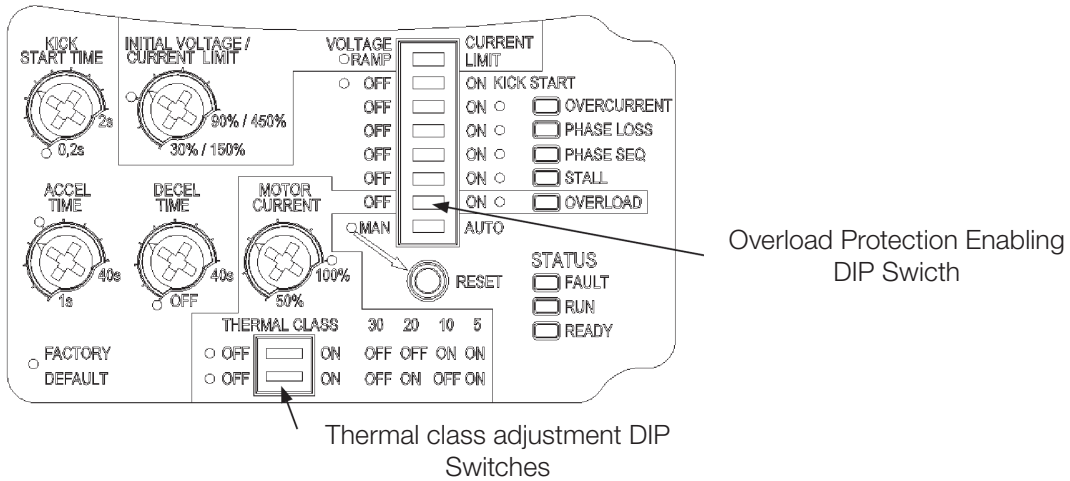 KICK
START TIME
2s
0,2s
INITIAL VOLTAGE /
CURRENT LIMIT
90% / 450%
30% / 150%
VOLTAGE
RAMP
CURRENT
LIMIT
OFF ON KICK START
OFF ON OVERCURRENT
OFF ON PHASE LOSS
OFF ON PHASE SEQ
OFF ON STALL
OFF ON OVERLOAD
MAN AUTO
RESET
ACCEL
TIME
40s
1s
DECEL
TIME
40s
OFF
MOTOR
CURRENT
100%
50%
STATUS
FAULT
RUN
READY
THERMAL CLASS 30 20 10 5
OFF ON OFF OFF ON ON
OFF ON OFF ON OFF ON
FACTORY
DEFAULT
Overload Protection Enabling
DIP Swicth
Thermal class adjustment DIP
Switches